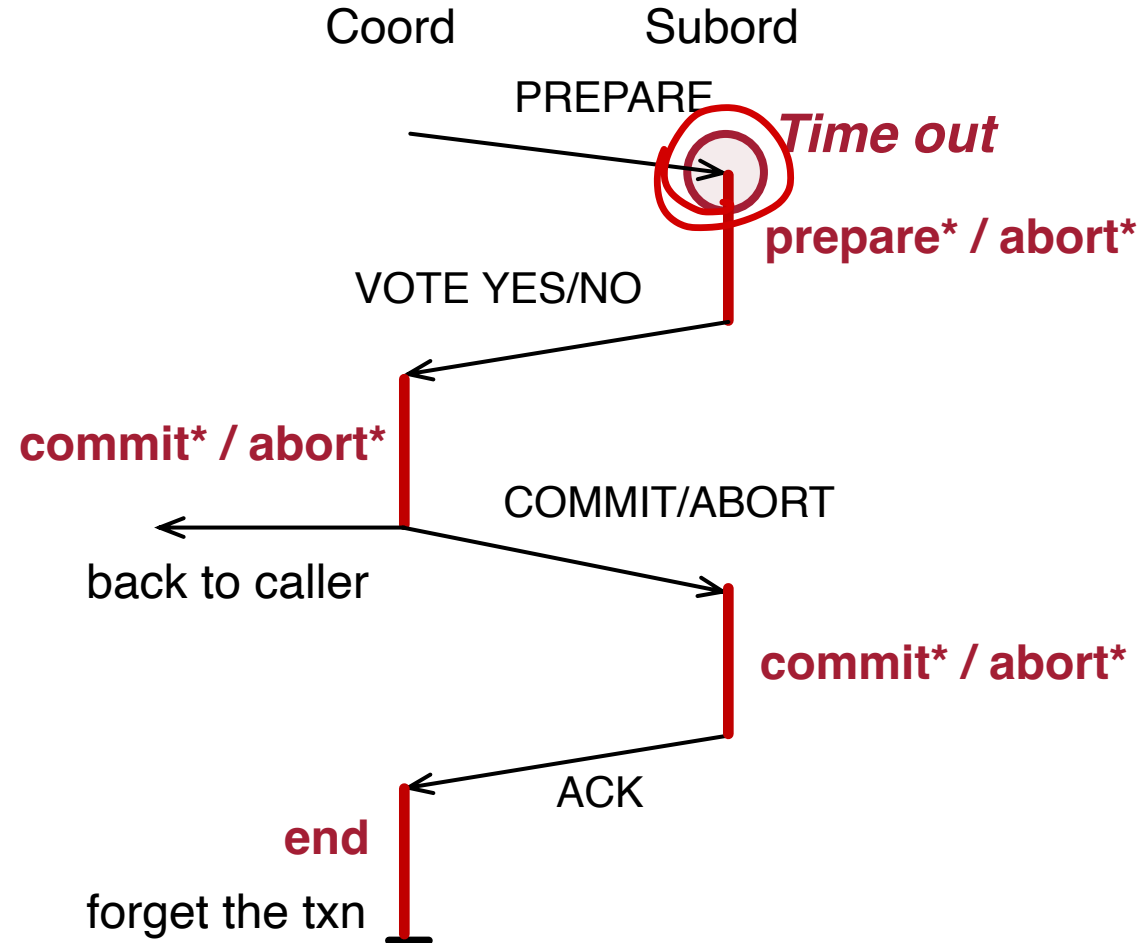 Coord Subord
PREPARE
Time out
prepare* / abort*
VOTE YES/NO
commit* / abort*
COMMIT/ABORT
back to caller
commit* / abort*
ACK
end
forget the txn